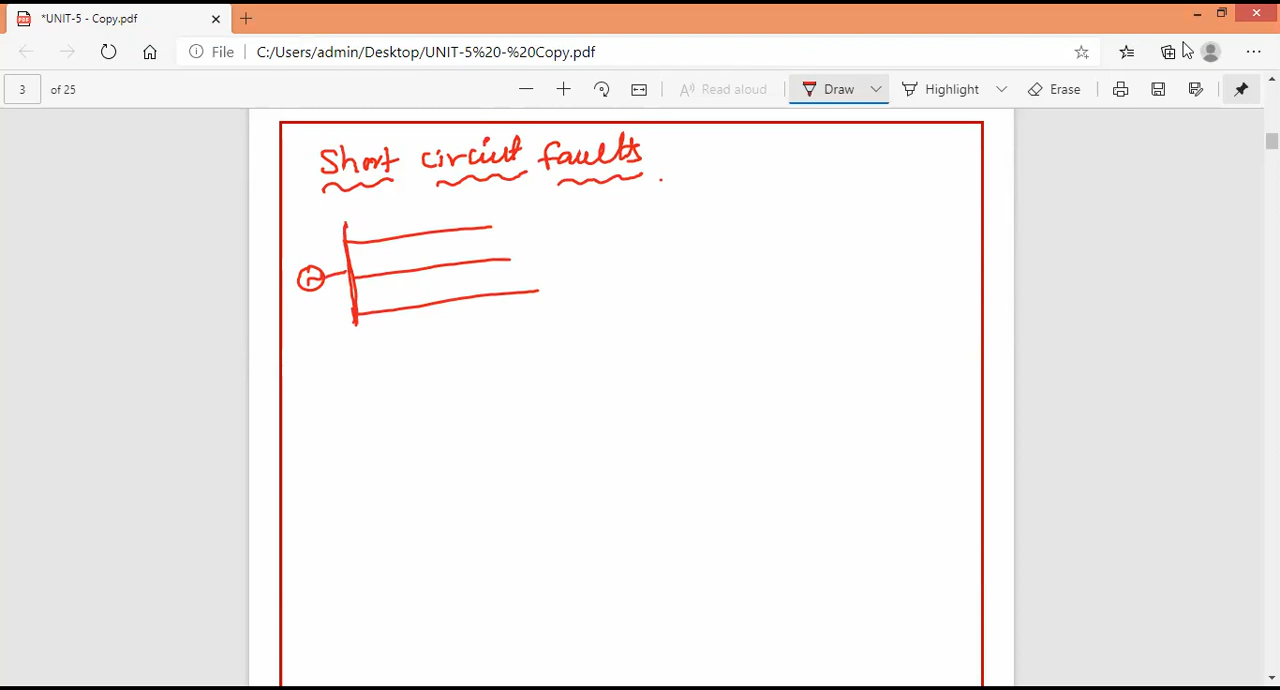 *UNIT-5 - Copy.pdf
File C:/Users/admin/Desktop/UNIT-5%20-%20Copy.pdf
3 of 25 Read aloud Draw Highlight Erase
Short circiut faults.